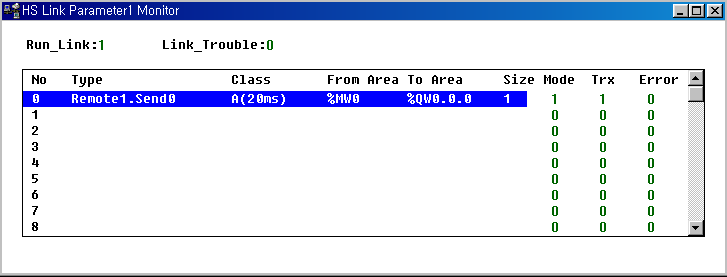 HS Link Parameter1 Monitor
Run_Link:1 Link_Trouble:0
No Type Class From Area To Area Size Mode Trx Error
0 Remote1.Send0 A(20ms) %MW0 %QW0.0.0 1 1 1 0
1 0 0 0
2 0 0 0
3 0 0 0
4 0 0 0
5 0 0 0
6 0 0 0
7 0 0 0
8 0 0 0